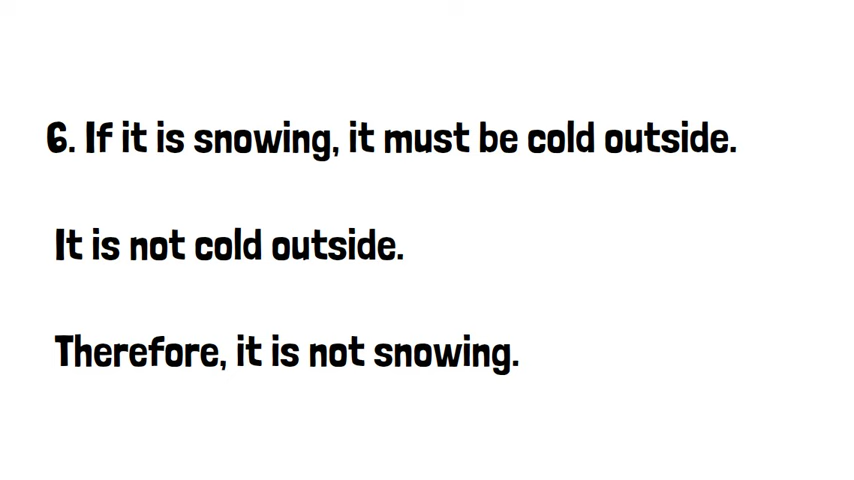 6. If it is snowing, it must be cold outside.
It is not cold outside.
Therefore, it is not snowing.